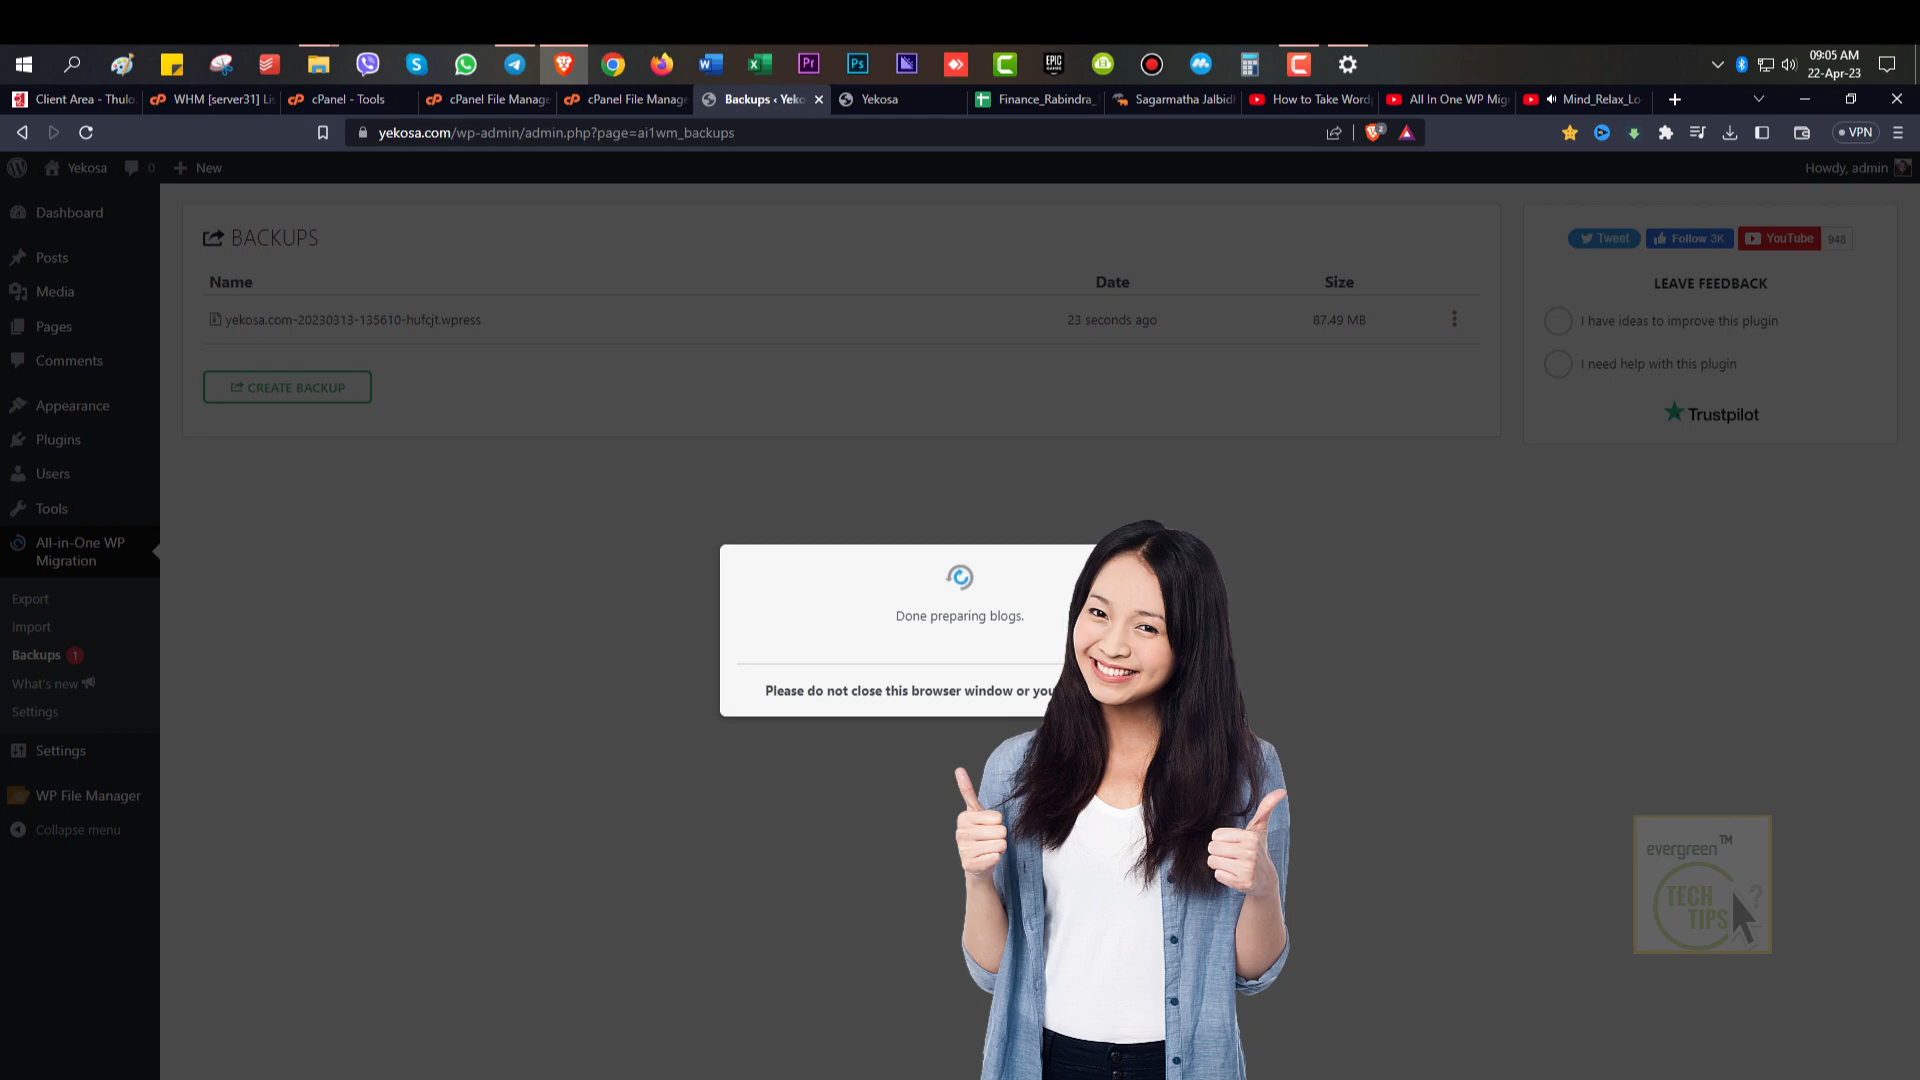 09:05 AM
22-Apr-23
Client Area - Thulo
WHM [server31] Lis
cPanel - Tools
cPanel File Manage
cPanel File Manage
Backups ‹ Yeko
Yekosa
Finance_Rabindra_
Sagarmatha Jalbidh
How to Take Word
All In One WP Mig
Mind_Relax_Lo
yekosa.com/wp-admin/admin.php?page=ai1wm_backups
2
VPN
Yekosa
0
New
Howdy, admin
Dashboard
Posts
Media
Pages
Comments
Appearance
Plugins
Users
Tools
All-in-One WP
Migration
Export
Import
Backups 1
What's new
Settings
Settings
WP File Manager
Collapse menu
BACKUPS
Name Date Size
yekosa.com-20230313-135610-hufcjt.wpress 23 seconds ago 87.49 MB
CREATE BACKUP
Tweet
Follow 3K
YouTube
948
LEAVE FEEDBACK
I have ideas to improve this plugin
I need help with this plugin
Trustpilot
Done preparing blogs.
Please do not close this browser window or you
evergreen™
TECH
TIPS
?